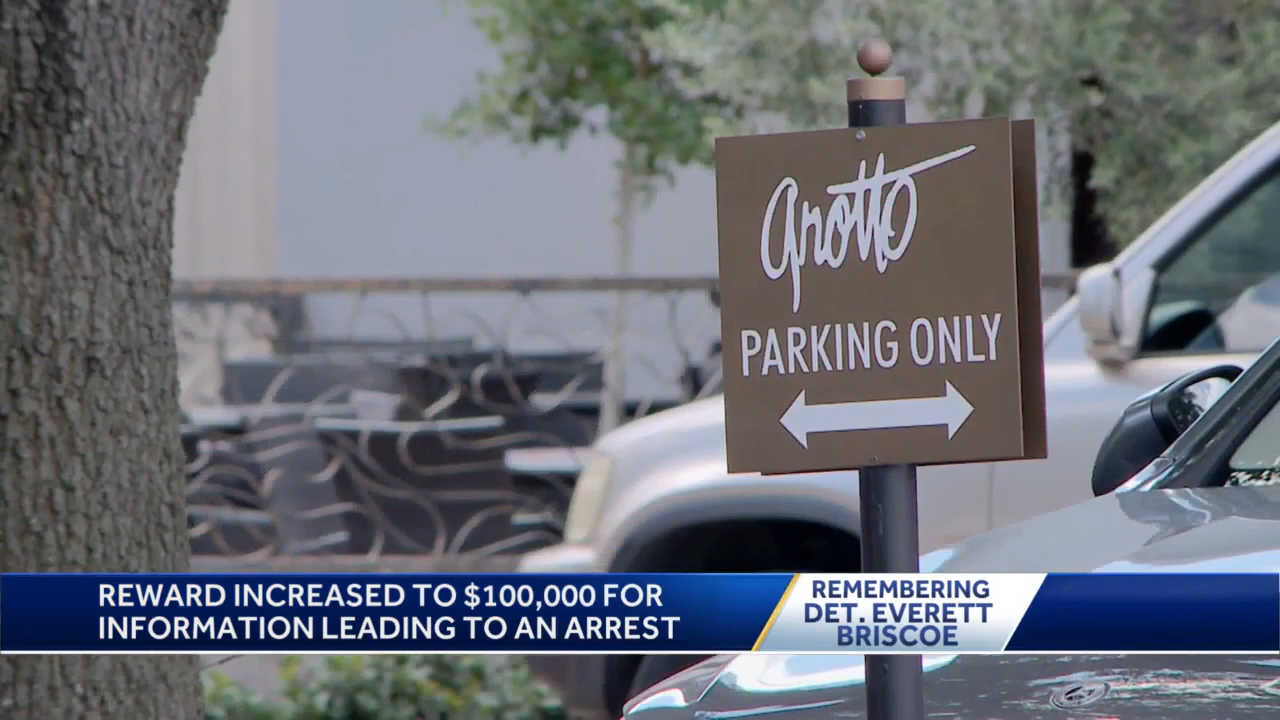 Grotto
PARKING ONLY
REWARD INCREASED TO $100,000 FOR
INFORMATION LEADING TO AN ARREST
REMEMBERING
DET. EVERETT
BRISCOE